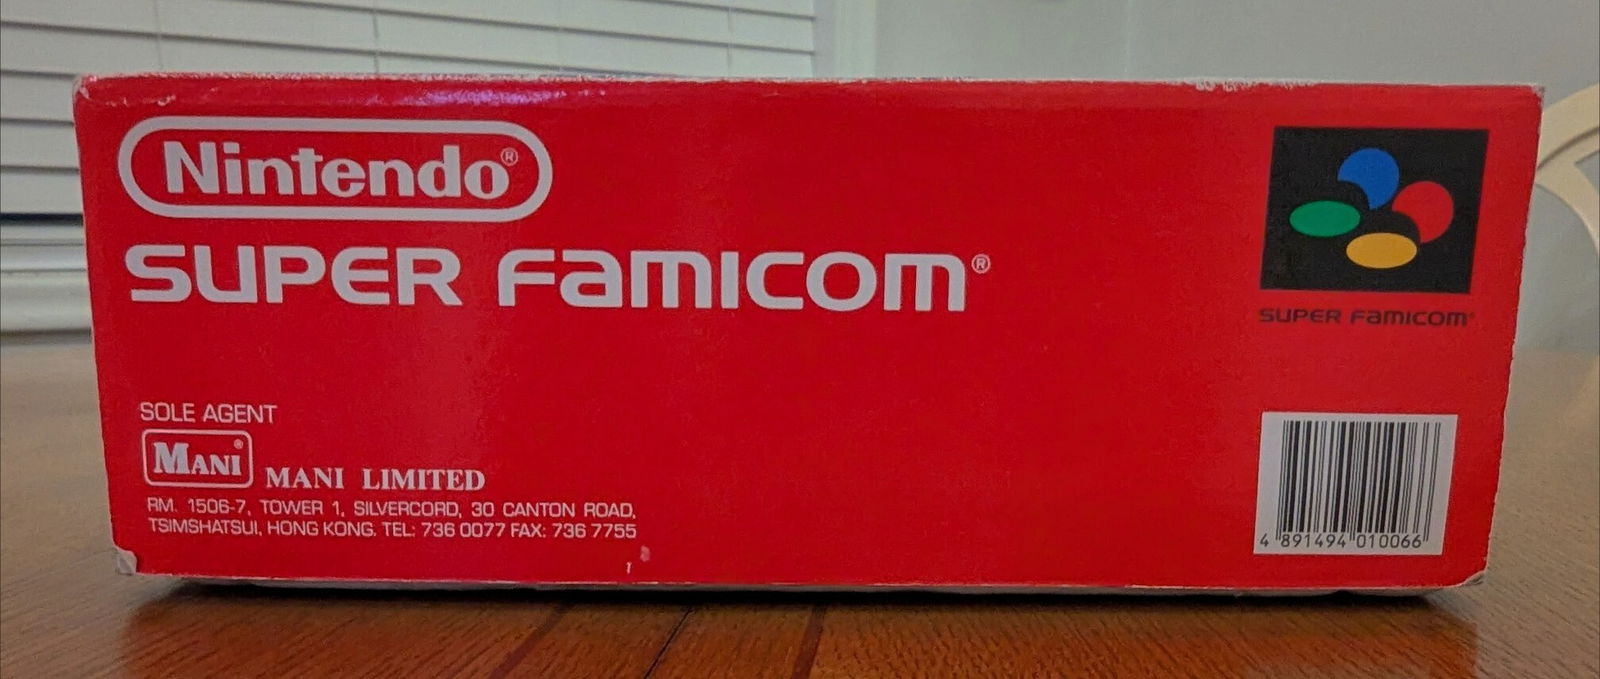 Nintendo®
SUPER FAMICOM®
SUPER FAMICOM®
SOLE AGENT
MANI®
MANI LIMITED
RM. 1506-7, TOWER 1, SILVERCORD, 30 CANTON ROAD,
TSIMSHATSUI, HONG KONG. TEL: 736 0077 FAX: 736 7755
4 891494 010066